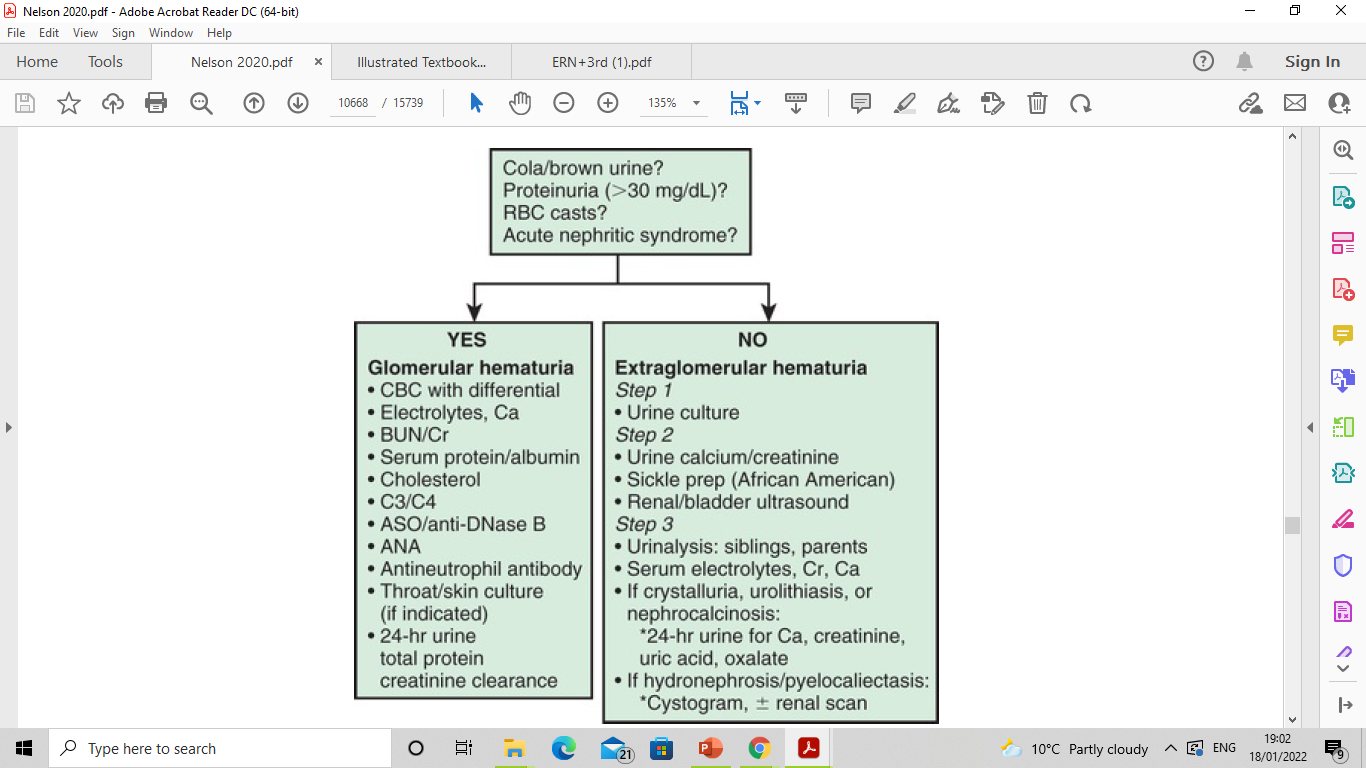 Nelson 2020.pdf - Adobe Acrobat Reader DC (64-bit)
File Edit View Sign Window Help
Home Tools Nelson 2020.pdf × Illustrated Textbook... ERN+3rd (1).pdf Sign In
10668 / 15739 135%
Cola/brown urine?
Proteinuria (>30 mg/dL)?
RBC casts?
Acute nephritic syndrome?
YES
Glomerular hematuria
• CBC with differential
• Electrolytes, Ca
• BUN/Cr
• Serum protein/albumin
• Cholesterol
• C3/C4
• ASO/anti-DNase B
• ANA
• Antineutrophil antibody
• Throat/skin culture
(if indicated)
• 24-hr urine
total protein
creatinine clearance
NO
Extraglomerular hematuria
Step 1
• Urine culture
Step 2
• Urine calcium/creatinine
• Sickle prep (African American)
• Renal/bladder ultrasound
Step 3
• Urinalysis: siblings, parents
• Serum electrolytes, Cr, Ca
• If crystalluria, urolithiasis, or
nephrocalcinosis:
*24-hr urine for Ca, creatinine,
uric acid, oxalate
• If hydronephrosis/pyelocaliectasis:
*Cystogram, ± renal scan
Type here to search 21 10°C Partly cloudy ENG 19:02
18/01/2022 9